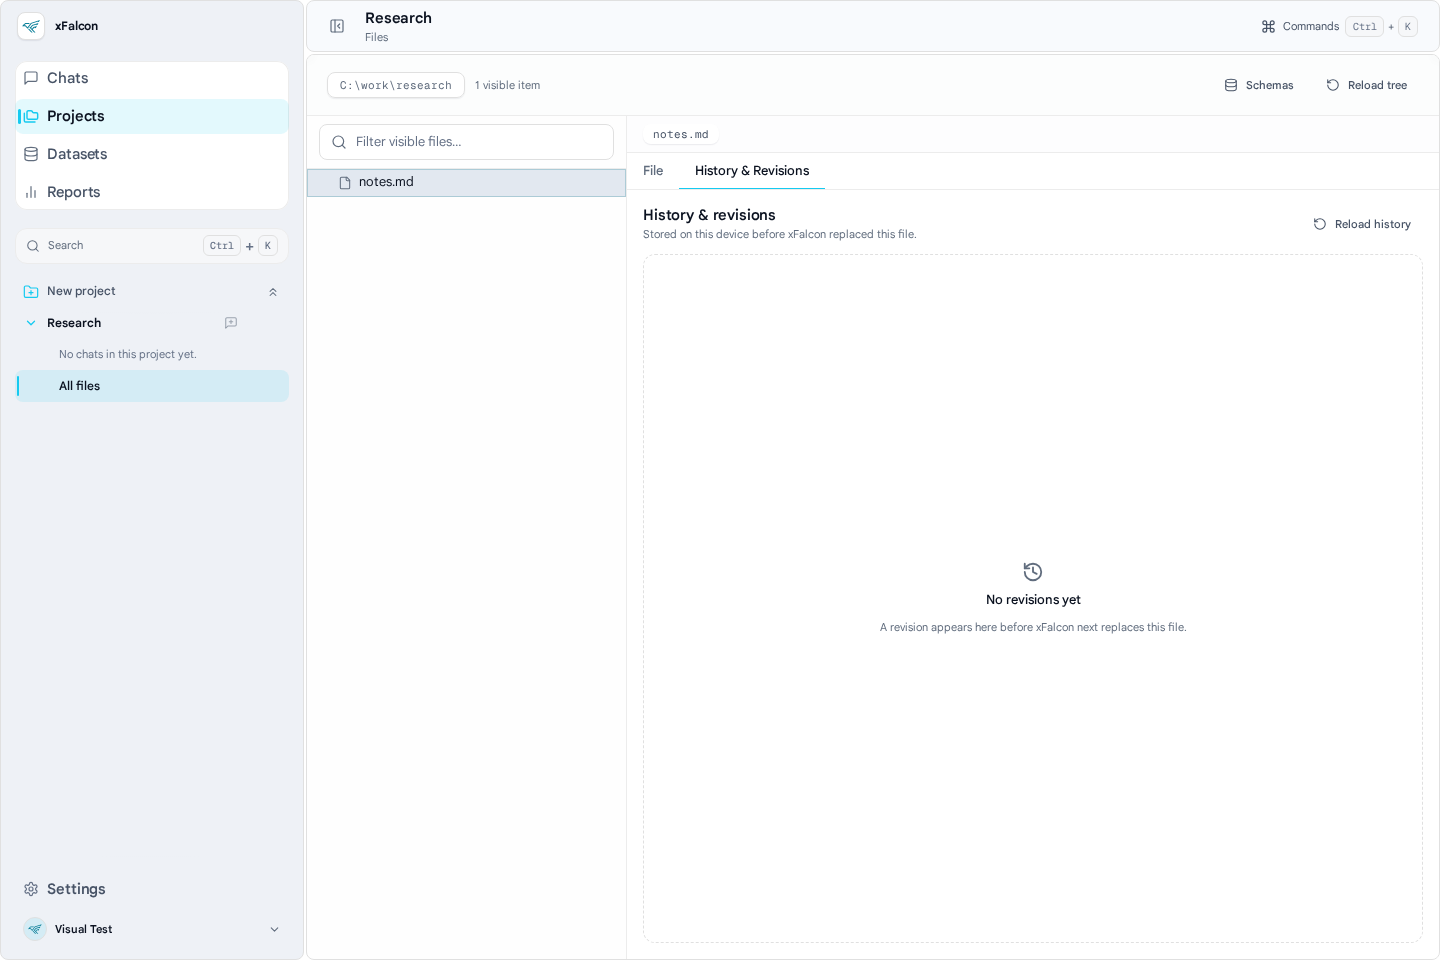 xFalcon
Chats
Projects
Datasets
Reports
Search Ctrl + K
New project
Research
No chats in this project yet.
All files
Settings
Visual Test
Research
Files
Commands Ctrl + K
C:\work\research 1 visible item
Schemas Reload tree
Filter visible files...
notes.md
notes.md
File History & Revisions
History & revisions
Stored on this device before xFalcon replaced this file.
Reload history
No revisions yet
A revision appears here before xFalcon next replaces this file.